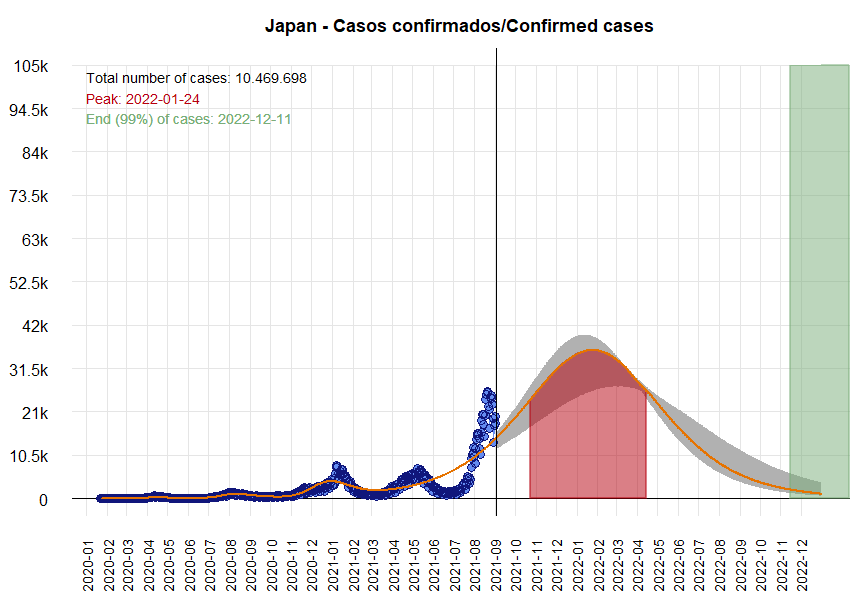 Japan - Casos confirmados/Confirmed cases
105k
94.5k
84k
73.5k
63k
52.5k
42k
31.5k
21k
10.5k
0
Total number of cases: 10.469.698
Peak: 2022-01-24
End (99%) of cases: 2022-12-11
2020-01
2020-02
2020-03
2020-04
2020-05
2020-06
2020-07
2020-08
2020-09
2020-10
2020-11
2020-12
2021-01
2021-02
2021-03
2021-04
2021-05
2021-06
2021-07
2021-08
2021-09
2021-10
2021-11
2021-12
2022-01
2022-02
2022-03
2022-04
2022-05
2022-06
2022-07
2022-08
2022-09
2022-10
2022-11
2022-12